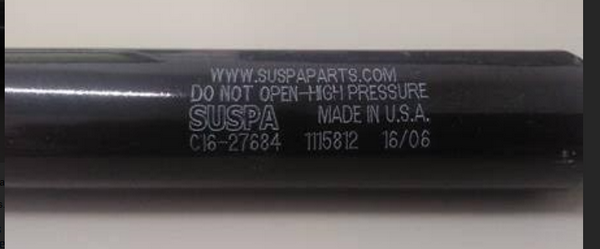 WWW.SUSPAPARTS.COM
DO NOT OPEN-HIGH PRESSURE
SUSPA MADE IN U.S.A.
C16-27684 1115812 16/06